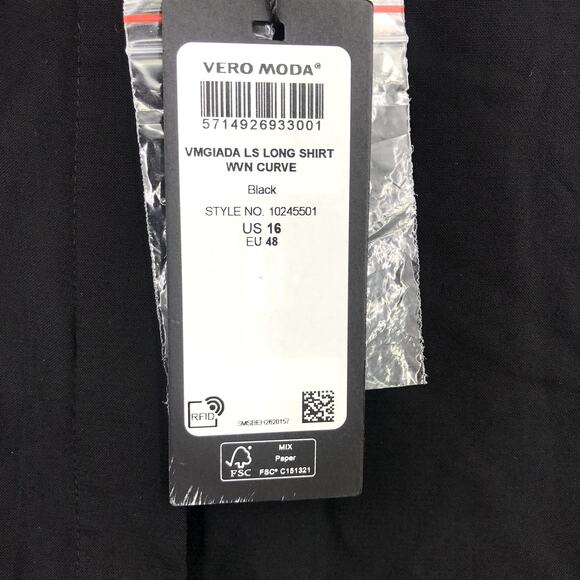 VERO MODA®
5714926933001
VMGIADA LS LONG SHIRT
WVN CURVE
Black
STYLE NO. 10245501
US 16
EU 48
RFID
SMSBEH2620157
FSC
MIX
Paper
FSC® C151321